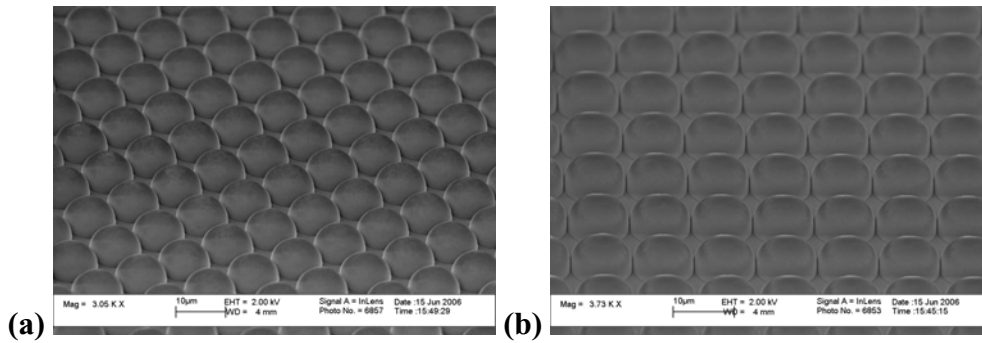 Mag = 3.05 K X 10µm EHT = 2.00 kV Signal A = InLens Date :15 Jun 2006
WD = 4 mm Photo No. = 6857 Time :15:49:29
(a)
Mag = 3.73 K X 10µm EHT = 2.00 kV Signal A = InLens Date :15 Jun 2006
WD = 4 mm Photo No. = 6853 Time :15:45:15
(b)